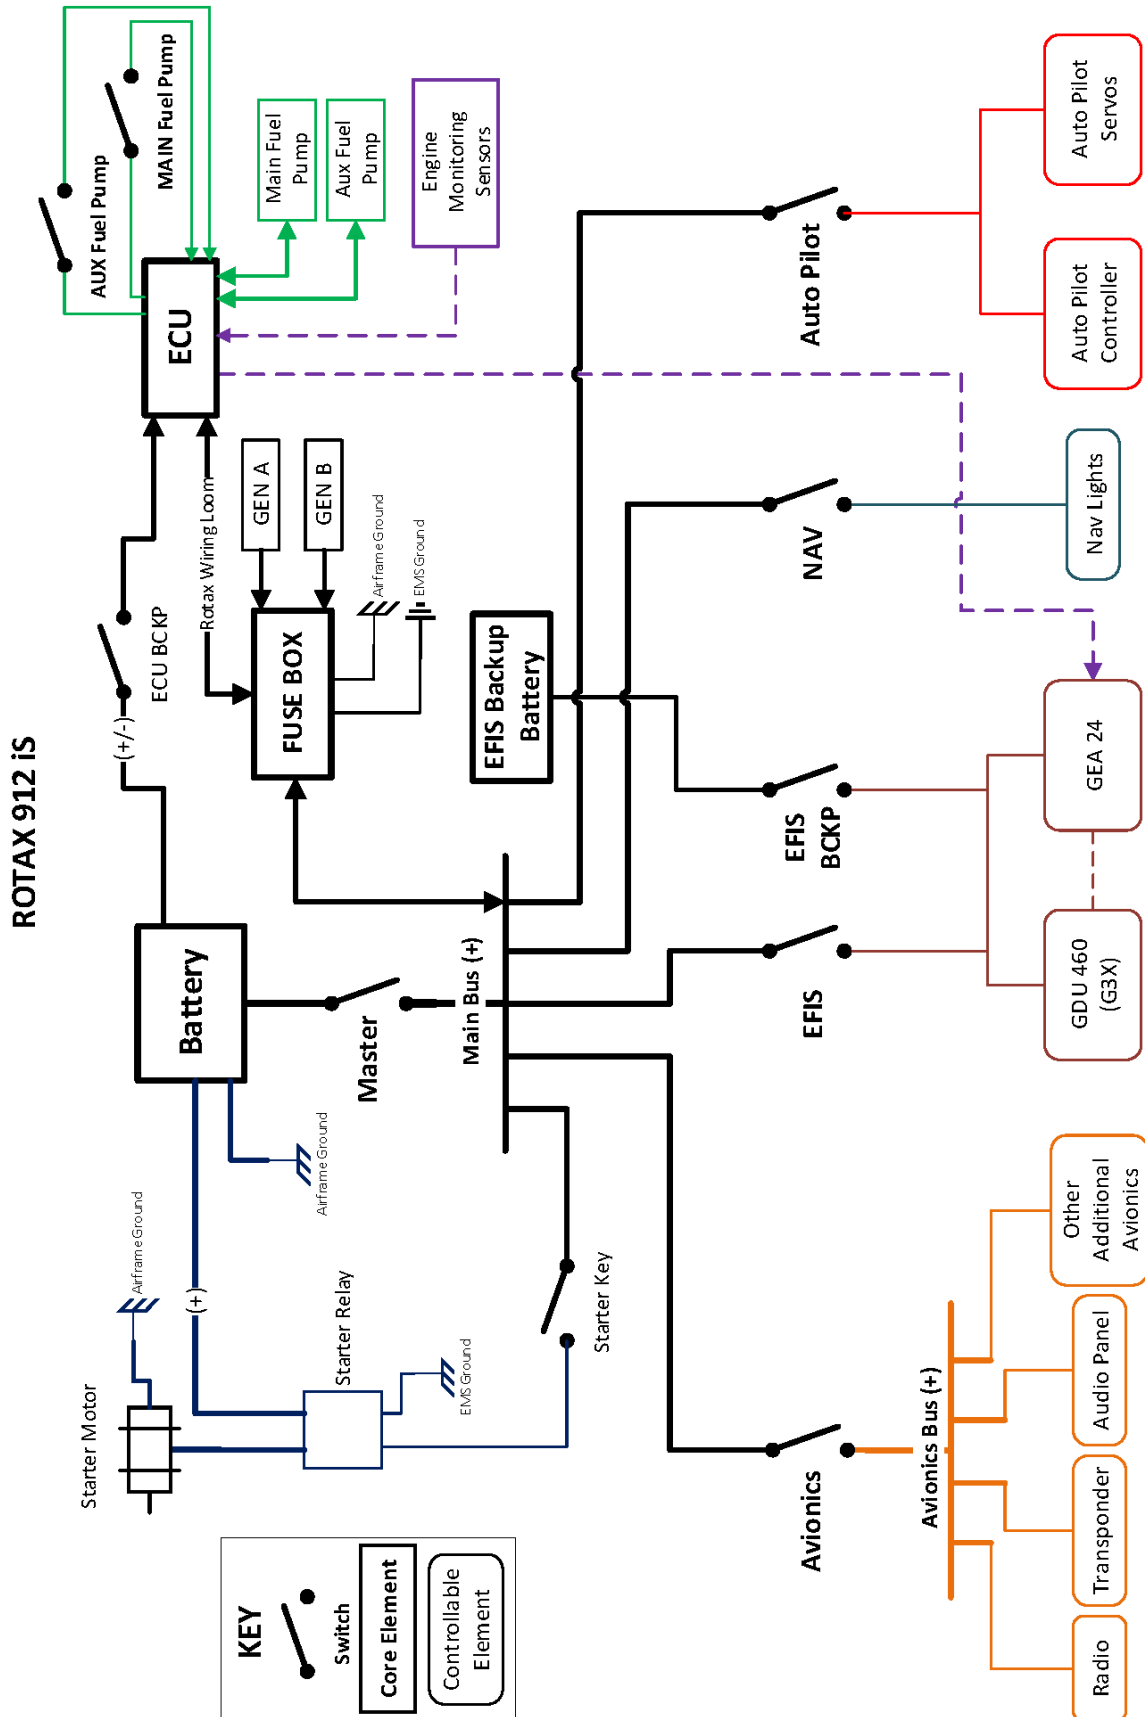 ROTAX 912 iS
Starter Motor
Airframe Ground
(+)
Starter Relay
EMS Ground
Starter Key
Airframe Ground
Battery
Master
Main Bus (+)
(+/-)
ECU BCKP
Rotax Wiring Loom
FUSE BOX
GEN A
GEN B
Airframe Ground
EMS Ground
ECU
AUX Fuel Pump
MAIN Fuel Pump
Main Fuel
Pump
Aux Fuel
Pump
Engine
Monitoring
Sensors
EFIS Backup
Battery
KEY
Switch
Core Element
Controllable
Element
Avionics
EFIS
EFIS
BCKP
NAV
Auto Pilot
Avionics Bus (+)
Radio
Transponder
Audio Panel
Other
Additional
Avionics
GDU 460
(G3X)
GEA 24
Nav Lights
Auto Pilot
Controller
Auto Pilot
Servos